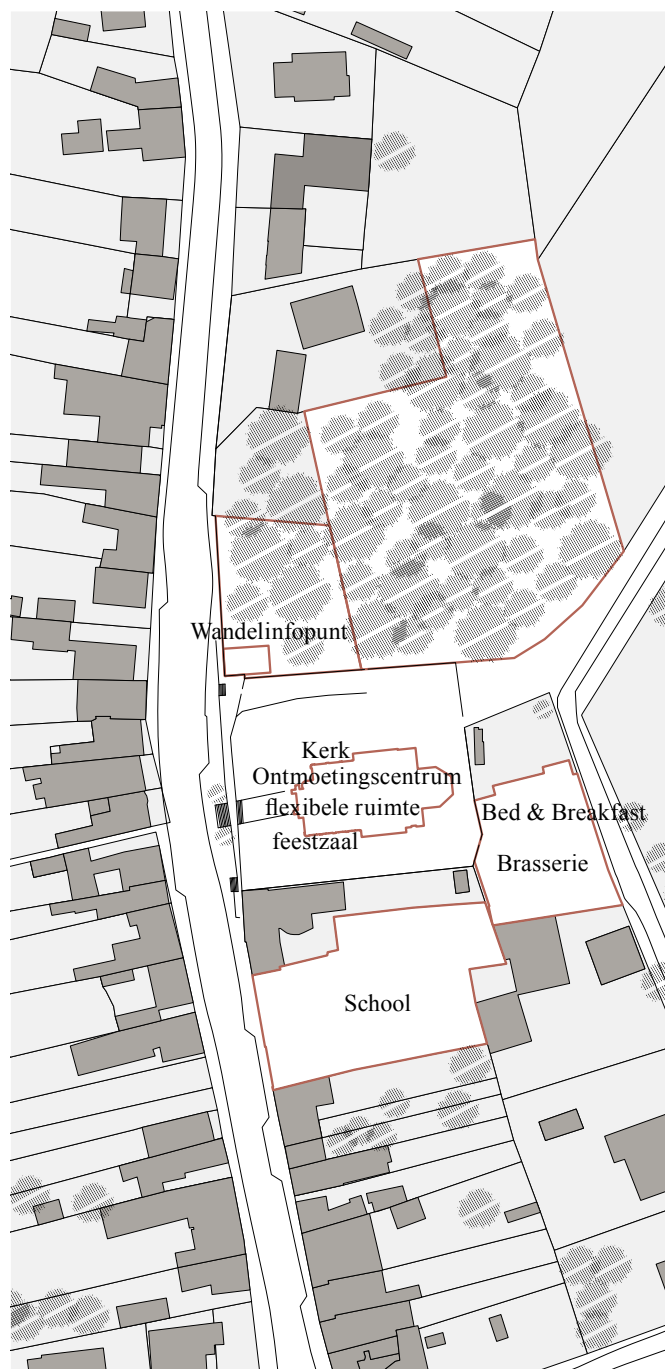 Wandelinfopunt
Kerk
Ontmoetingscentrum
flexibele ruimte
feestzaal
Bed & Breakfast
Brasserie
School